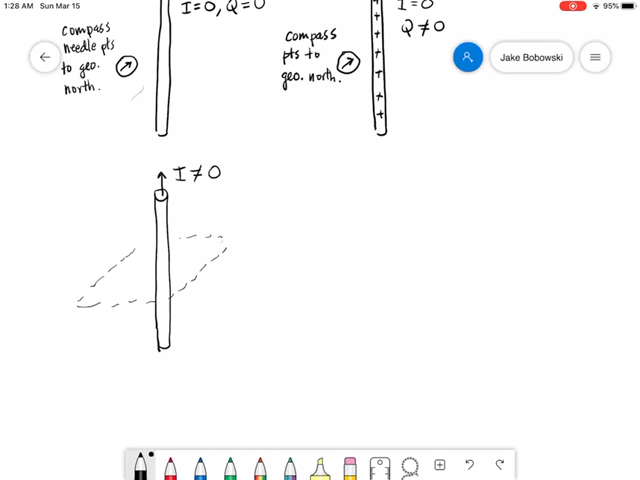 1:28 AM Sun Mar 15
95%
I=0, Q=0
compass
needle pts
to geo.
north.
I=0
Q≠0
compass
pts to
geo. north.
Jake Bobowski
I≠0
+
+
+
+
+
+